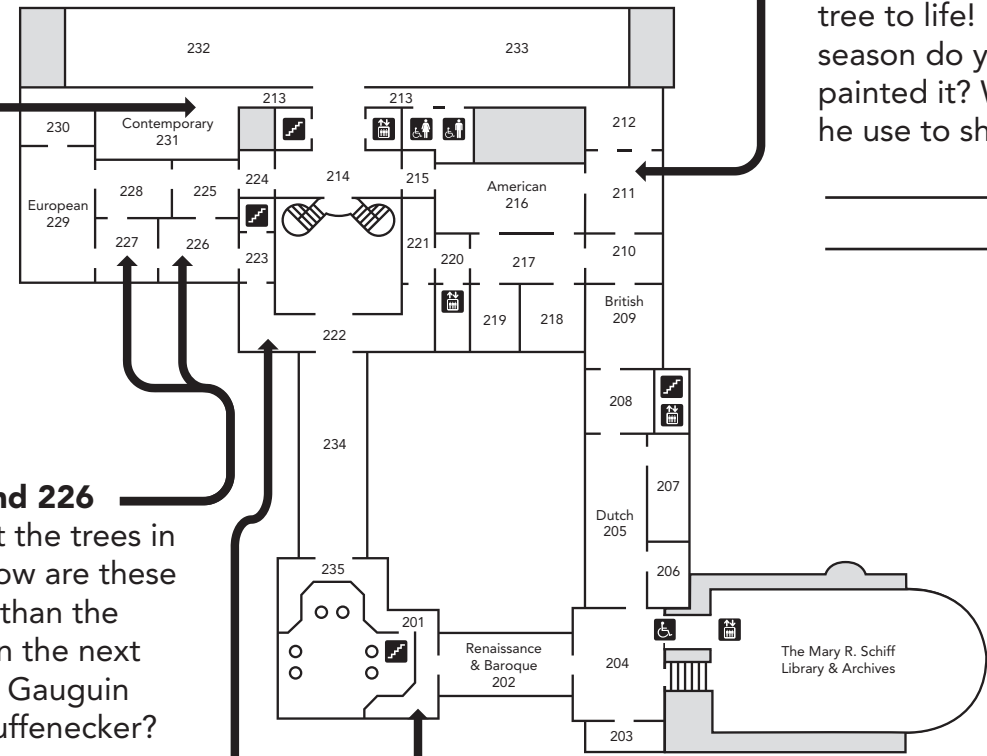 tree to life!
season do y
painted it? W
he use to sh
232
233
213
213
230
Contemporary
231
212
224
214
215
228
225
American
216
211
European
229
227
226
223
221
220
217
210
219
218
British
209
222
208
234
207
Dutch
205
206
nd 226
t the trees in
ow are these
than the
n the next
Gauguin
uffenecker?
235
201
Renaissance
& Baroque
202
204
The Mary R. Schiff
Library & Archives
203